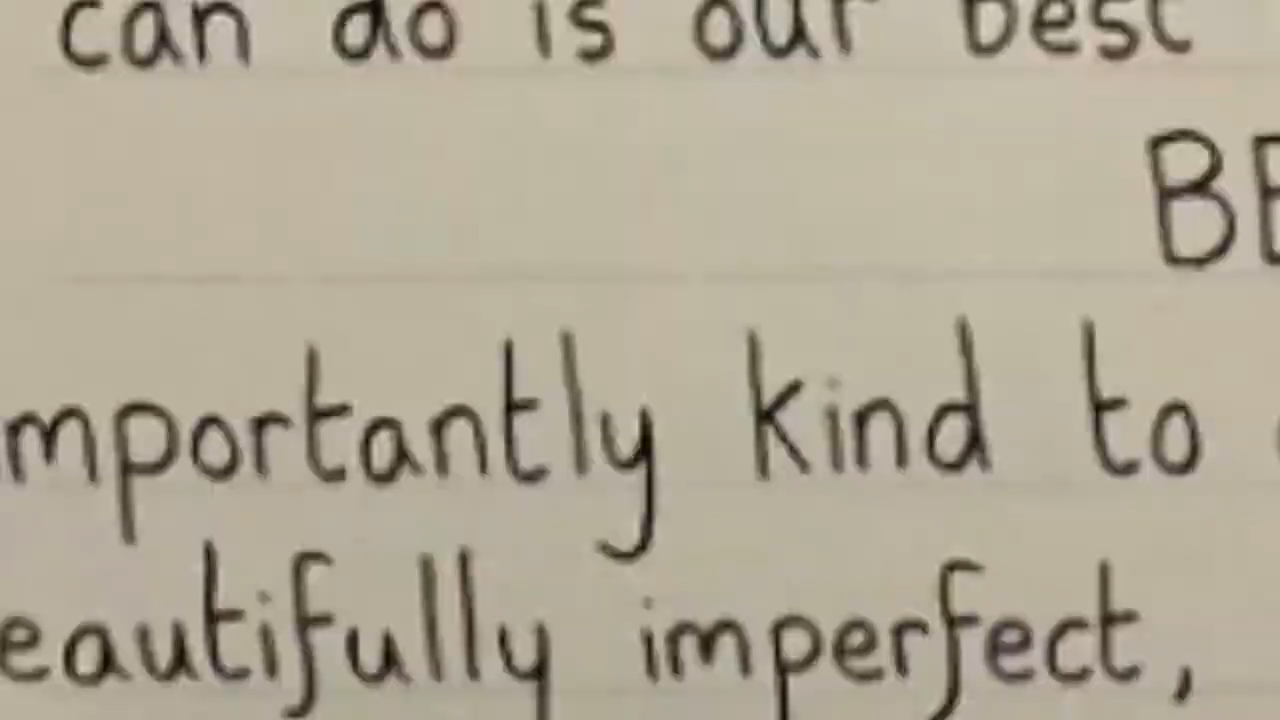 can do is our best
BE
mportantly kind to
eautifully imperfect,